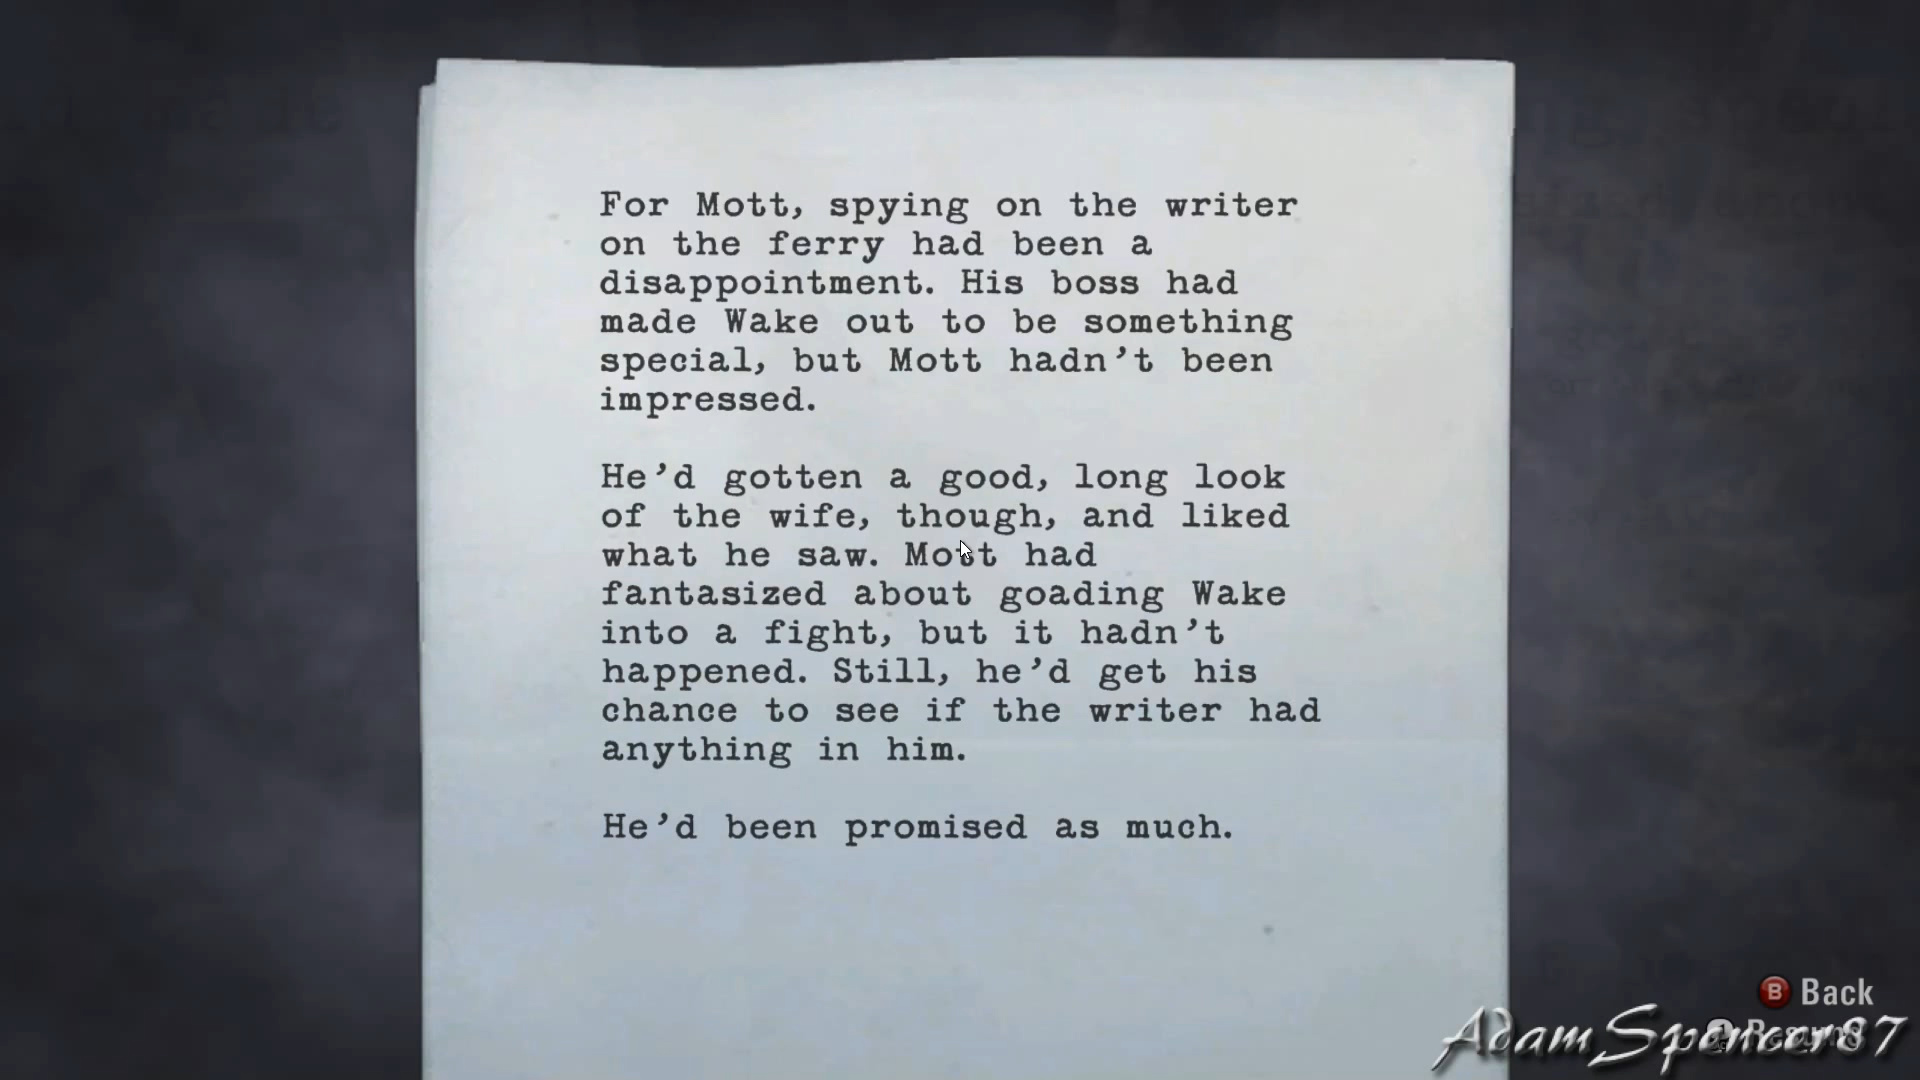 For Mott, spying on the writer
on the ferry had been a
disappointment. His boss had
made Wake out to be something
special, but Mott hadn't been
impressed.
He'd gotten a good, long look
of the wife, though, and liked
what he saw. Mott had
fantasized about goading Wake
into a fight, but it hadn't
happened. Still, he'd get his
chance to see if the writer had
anything in him.
He'd been promised as much.
B Back
Resume
AdamSpencer87